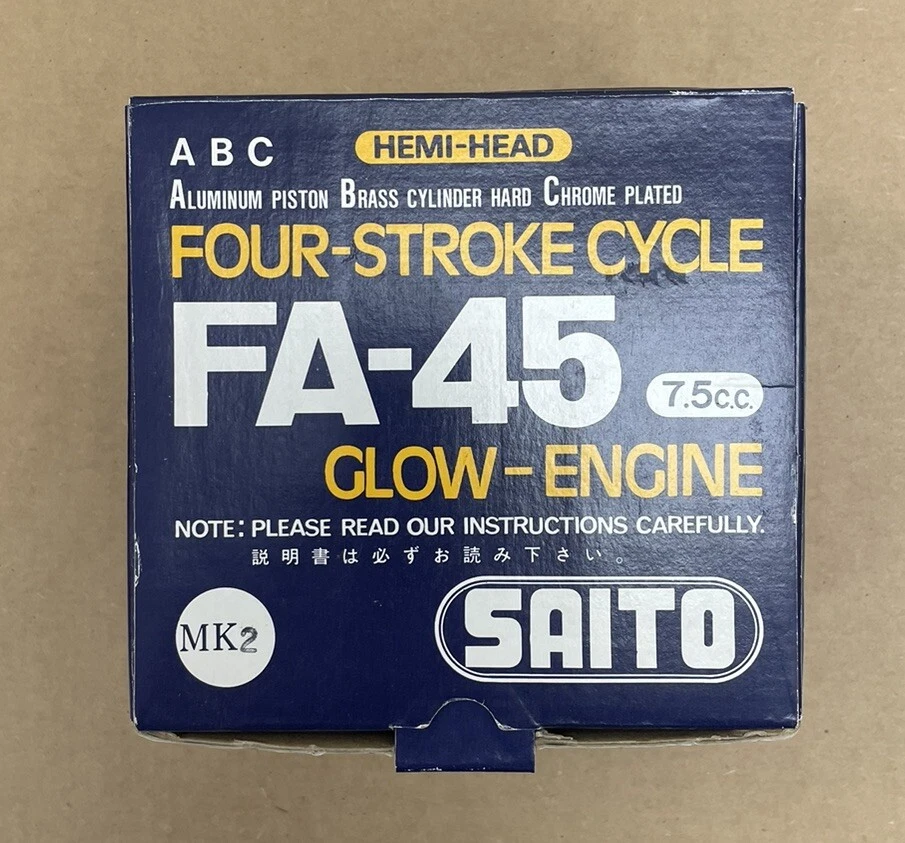 ABC HEMI-HEAD
ALUMINUM PISTON BRASS CYLINDER HARD CHROME PLATED
FOUR-STROKE CYCLE
FA-45 7.5C.C.
GLOW-ENGINE
NOTE: PLEASE READ OUR INSTRUCTIONS CAREFULLY.
説明書は必ずお読み下さい。
MK2 SAITO